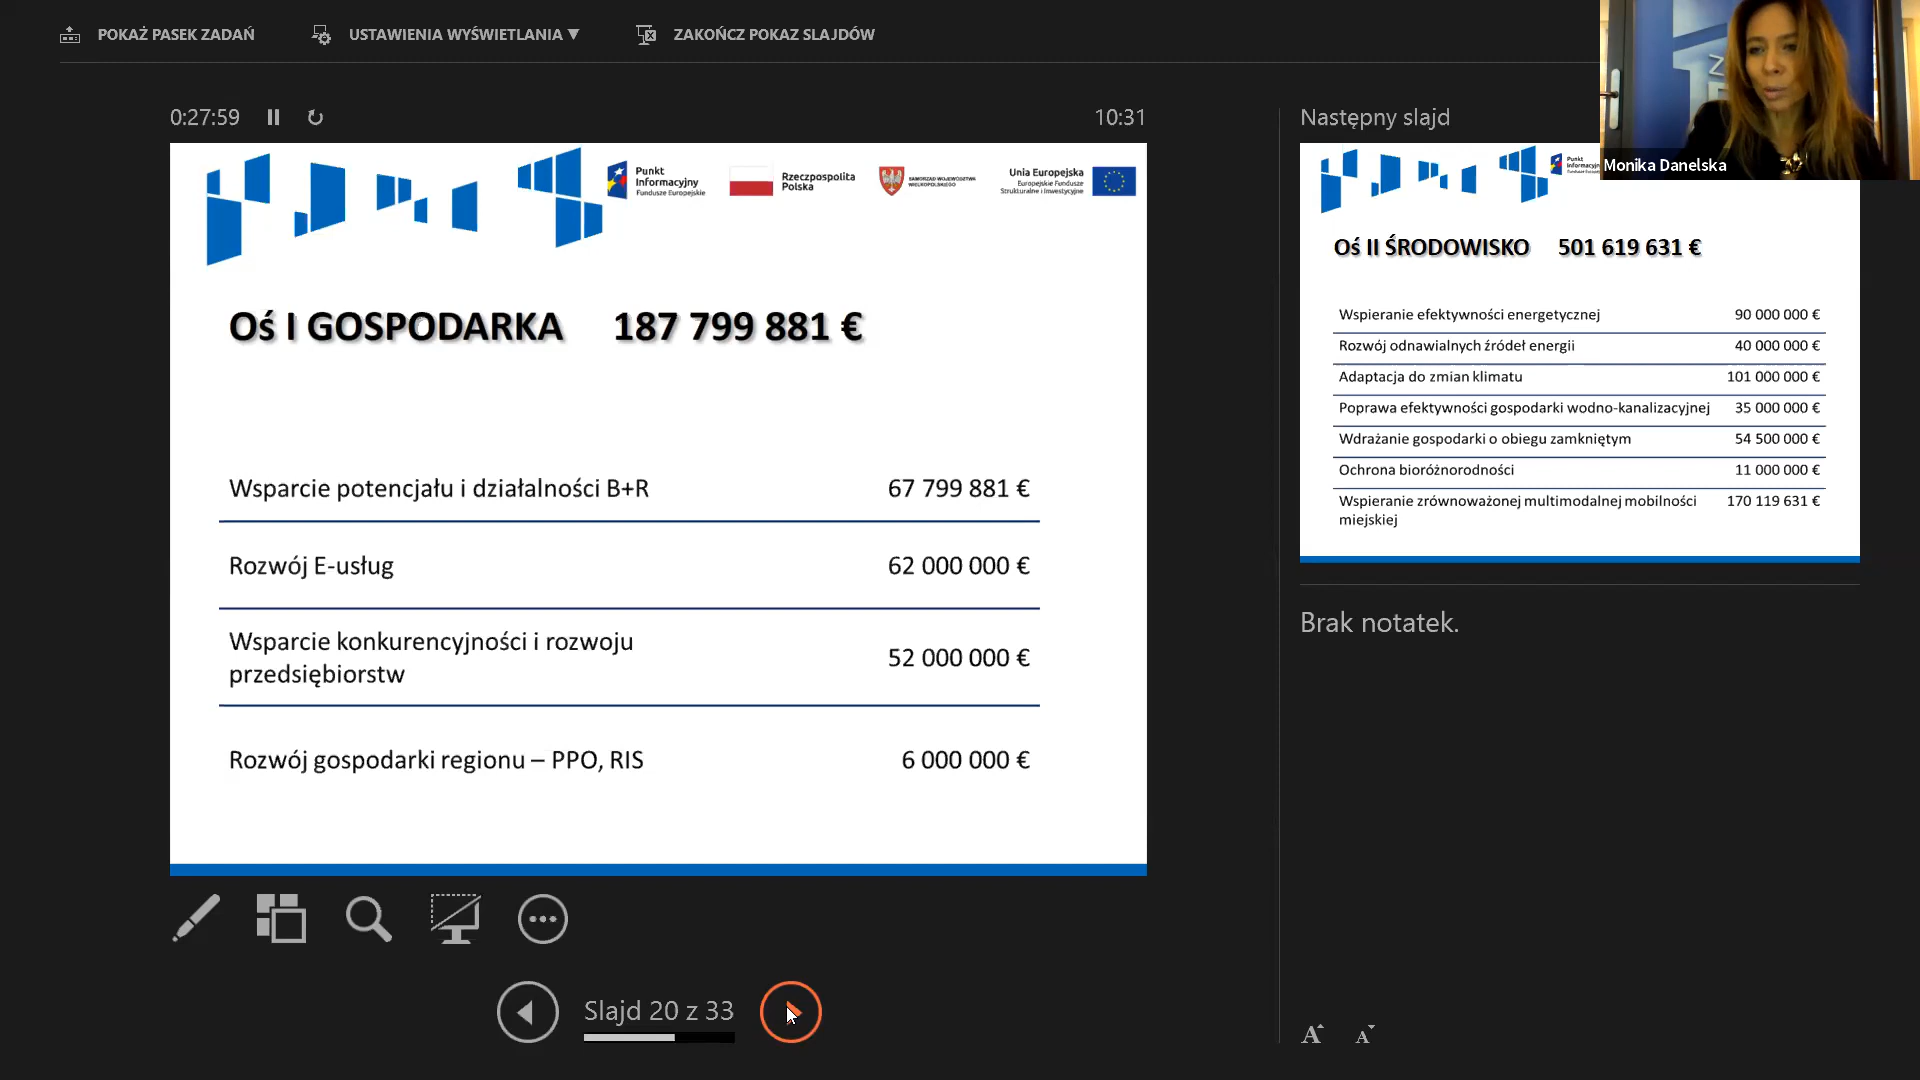 POKAŻ PASEK ZADAŃ
USTAWIENIA WYŚWIETLANIA ▼
ZAKOŃCZ POKAZ SLAJDÓW
Monika Danelska
0:27:59
10:31
Następny slajd
Punkt
Informacyjny
Fundusze Europejskie
Rzeczpospolita
Polska
SAMORZĄD WOJEWÓDZTWA
WIELKOPOLSKIEGO
Unia Europejska
Europejskie Fundusze
Strukturalne i Inwestycyjne
Oś I GOSPODARKA 187 799 881 €
Wsparcie potencjału i działalności B+R 67 799 881 €
Rozwój E-usług 62 000 000 €
Wsparcie konkurencyjności i rozwoju
przedsiębiorstw 52 000 000 €
Rozwój gospodarki regionu – PPO, RIS 6 000 000 €
Slajd 20 z 33
Punkt
Oś II ŚRODOWISKO 501 619 631 €
Wspieranie efektywności energetycznej 90 000 000 €
Rozwój odnawialnych źródeł energii 40 000 000 €
Adaptacja do zmian klimatu 101 000 000 €
Poprawa efektywności gospodarki wodno-kanalizacyjnej 35 000 000 €
Wdrażanie gospodarki o obiegu zamkniętym 54 500 000 €
Ochrona bioróżnorodności 11 000 000 €
Wspieranie zrównoważonej multimodalnej mobilności 170 119 631 €
miejskiej
Brak notatek.
A A